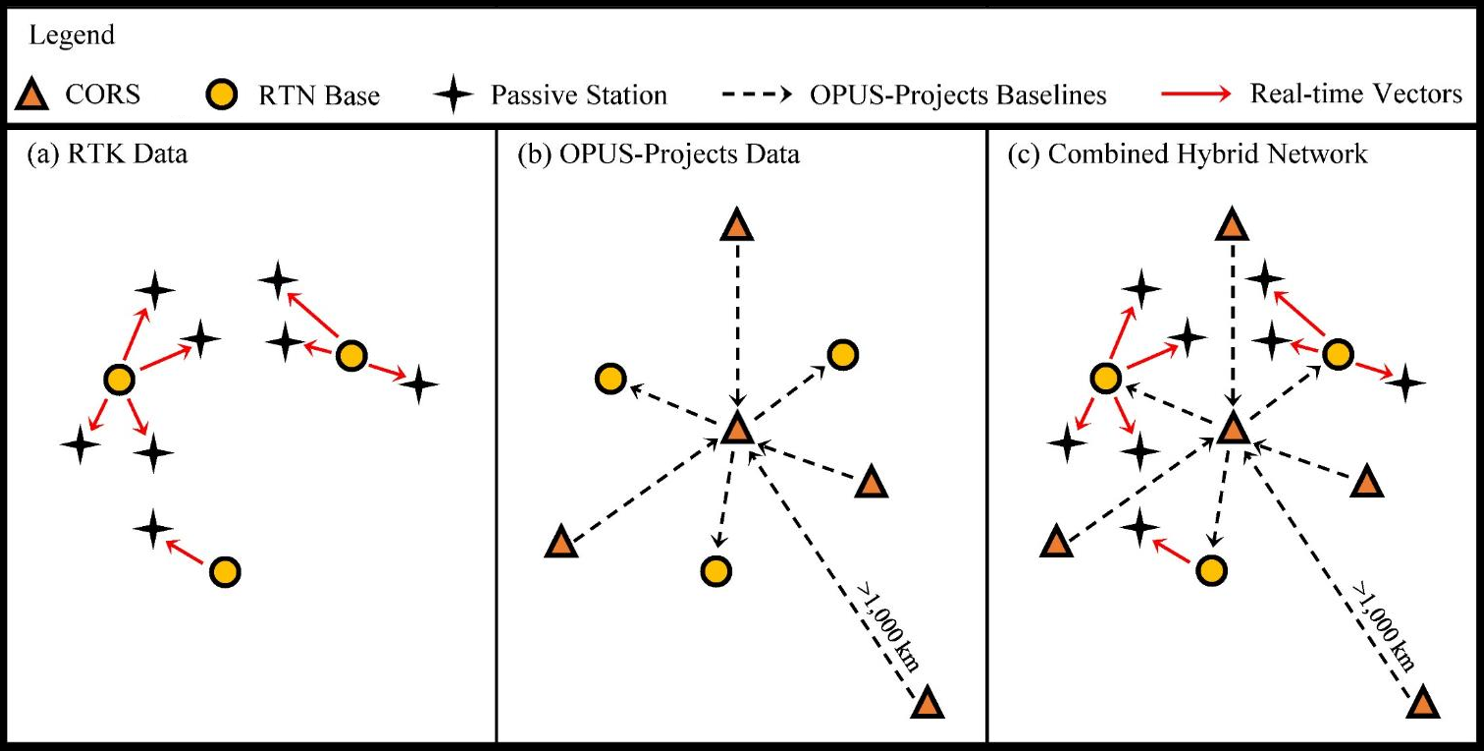 Legend
CORS RTN Base Passive Station OPUS-Projects Baselines Real-time Vectors
(a) RTK Data
(b) OPUS-Projects Data
(c) Combined Hybrid Network
>1,000 km
>1,000 km